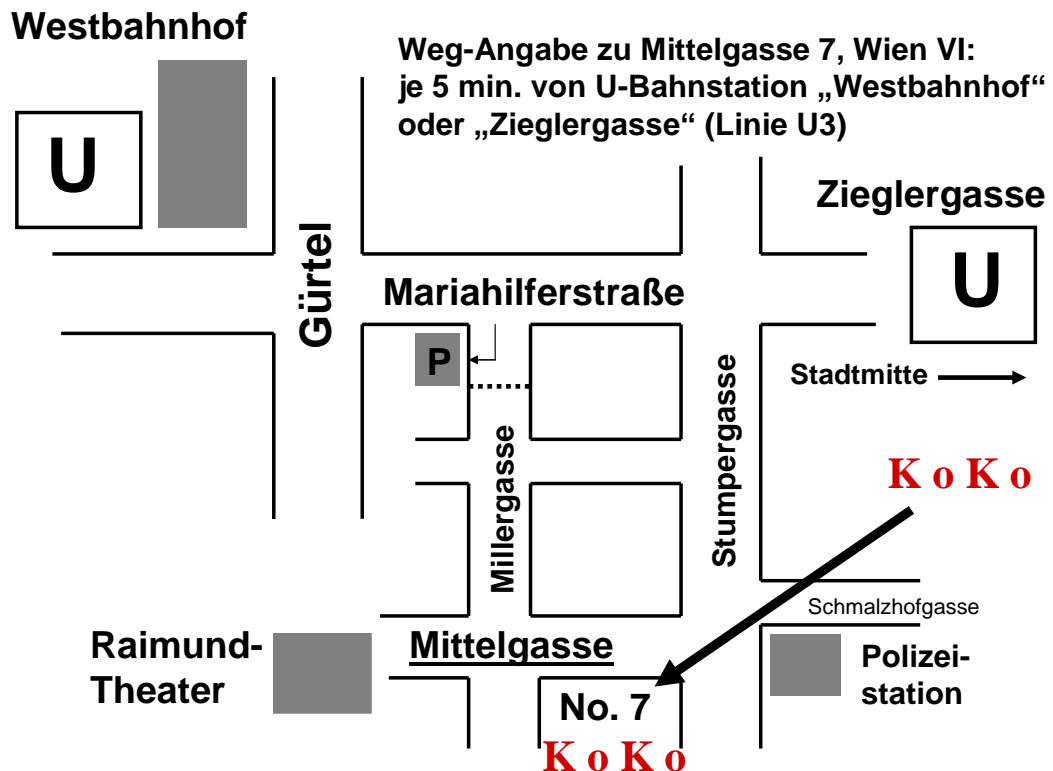 Westbahnhof
Weg-Angabe zu Mittelgasse 7, Wien VI:
je 5 min. von U-Bahnstation „Westbahnhof“
oder „Zieglergasse“ (Linie U3)
U
Zieglergasse
U
Gürtel
Mariahilferstraße
P
Stadtmitte
Millergasse
Stumpergasse
K o K o
Schmalzhofgasse
Raimund-
Theater
Mittelgasse
Polizei-
station
No. 7
K o K o